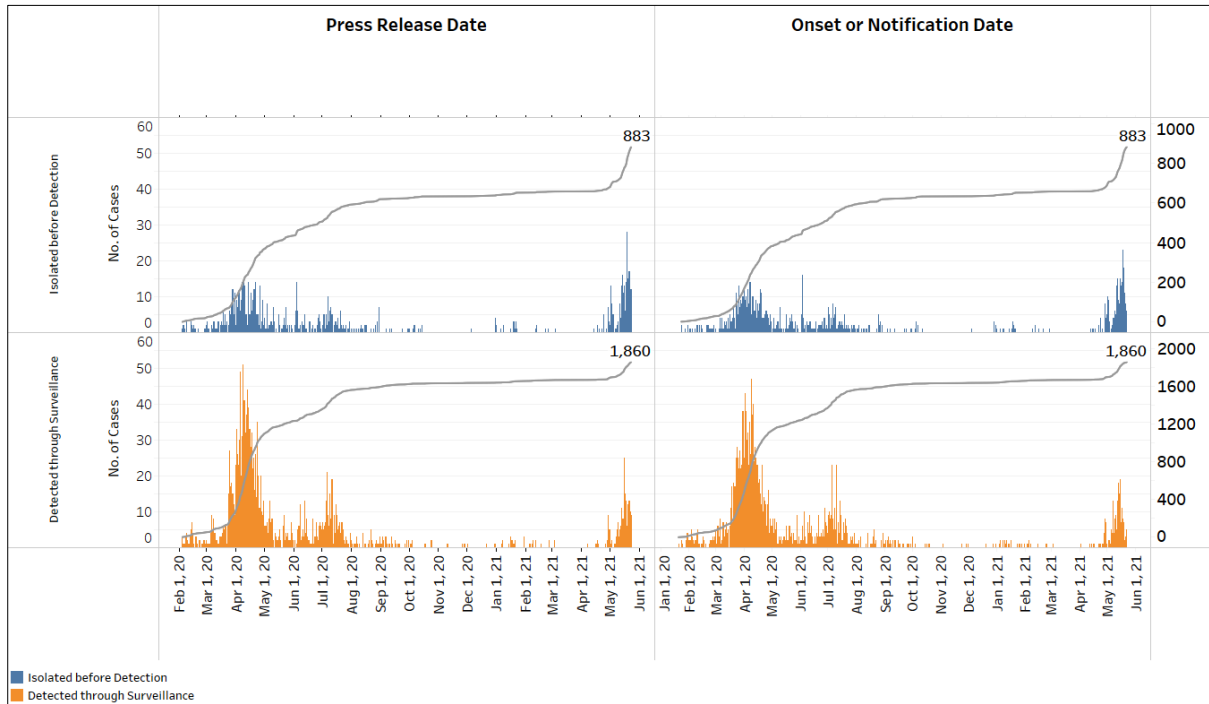 Press Release Date
Onset or Notification Date
Isolated before Detection
No. of Cases
60
50
40
30
20
10
0
883
883
1000
800
600
400
200
0
Detected through Surveillance
No. of Cases
60
50
40
30
20
10
0
1,860
1,860
2000
1600
1200
800
400
0
Feb 1, 20
Mar 1, 20
Apr 1, 20
May 1, 20
Jun 1, 20
Jul 1, 20
Aug 1, 20
Sep 1, 20
Oct 1, 20
Nov 1, 20
Dec 1, 20
Jan 1, 21
Feb 1, 21
Mar 1, 21
Apr 1, 21
May 1, 21
Jun 1, 21
Jan 1, 20
Feb 1, 20
Mar 1, 20
Apr 1, 20
May 1, 20
Jun 1, 20
Jul 1, 20
Aug 1, 20
Sep 1, 20
Oct 1, 20
Nov 1, 20
Dec 1, 20
Jan 1, 21
Feb 1, 21
Mar 1, 21
Apr 1, 21
May 1, 21
Jun 1, 21
Isolated before Detection
Detected through Surveillance